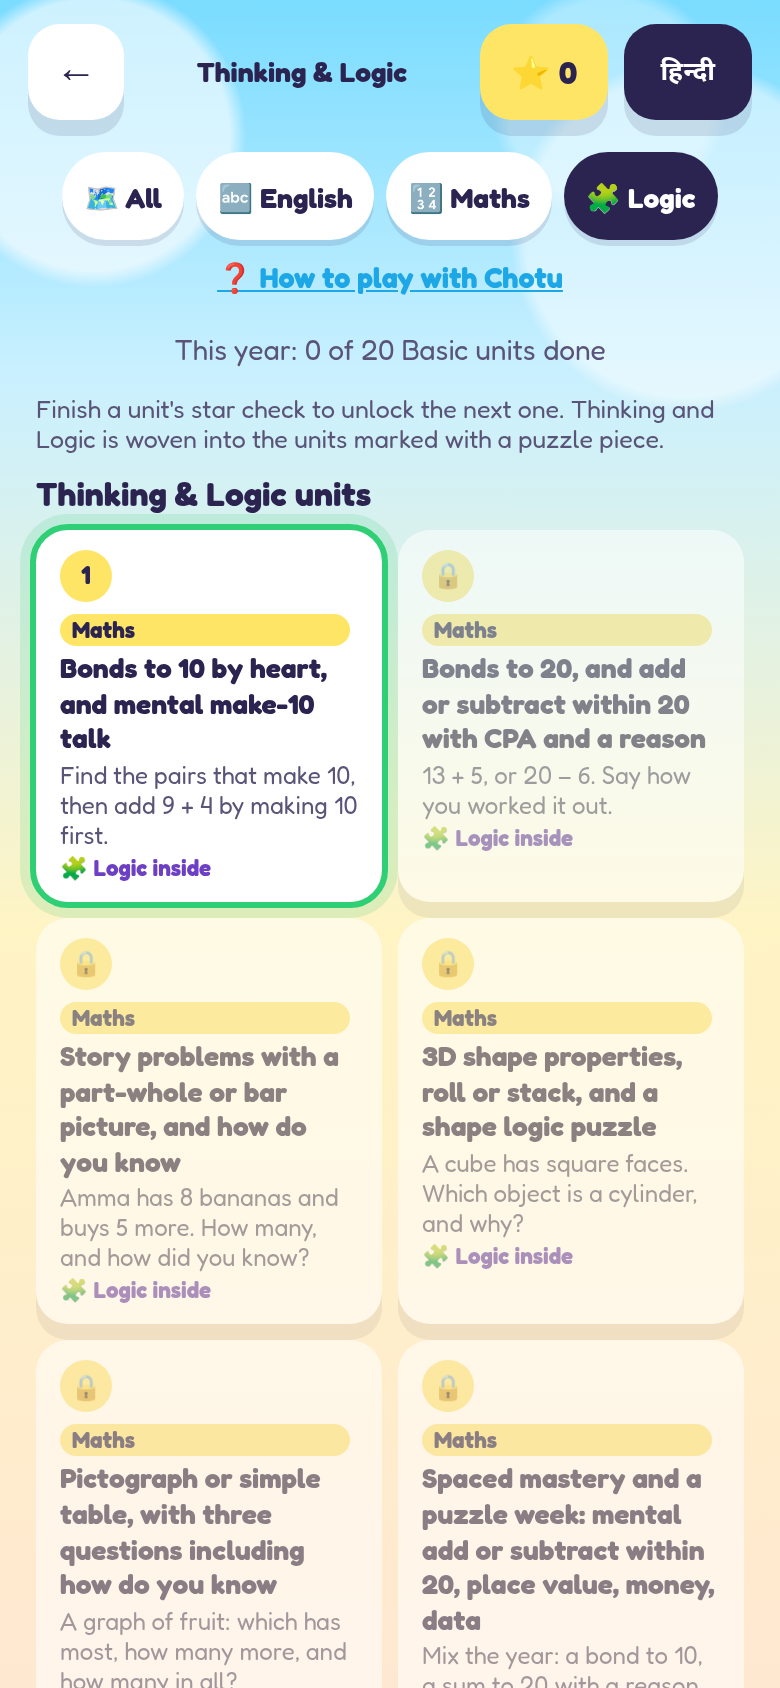 ←
Thinking & Logic
⭐ 0
हिन्दी
🗺️ All
🔤 English
🔢 Maths
🧩 Logic
❓ How to play with Chotu
This year: 0 of 20 Basic units done
Finish a unit's star check to unlock the next one. Thinking and
Logic is woven into the units marked with a puzzle piece.
Thinking & Logic units
1
Maths
Bonds to 10 by heart,
and mental make-10
talk
Find the pairs that make 10,
then add 9 + 4 by making 10
first.
🧩 Logic inside
🔒
Maths
Bonds to 20, and add
or subtract within 20
with CPA and a reason
13 + 5, or 20 – 6. Say how
you worked it out.
🧩 Logic inside
🔒
Maths
Story problems with a
part-whole or bar
picture, and how do
you know
Amma has 8 bananas and
buys 5 more. How many,
and how did you know?
🧩 Logic inside
🔒
Maths
3D shape properties,
roll or stack, and a
shape logic puzzle
A cube has square faces.
Which object is a cylinder,
and why?
🧩 Logic inside
🔒
Maths
Pictograph or simple
table, with three
questions including
how do you know
A graph of fruit: which has
most, how many more, and
how many in all?
🔒
Maths
Spaced mastery and a
puzzle week: mental
add or subtract within
20, place value, money,
data
Mix the year: a bond to 10,
a sum to 20 with a reason,